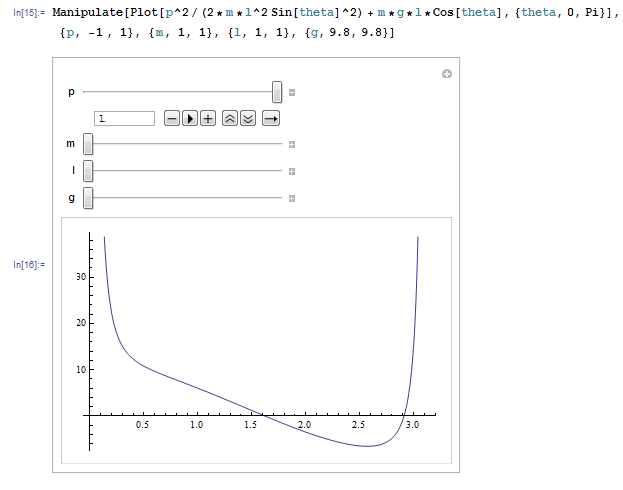 In[15]:= Manipulate[Plot[p^2/(2*m*l^2 Sin[theta]^2) + m*g*l*Cos[theta], {theta, 0, Pi}],
{p, -1, 1}, {m, 1, 1}, {l, 1, 1}, {g, 9.8, 9.8}]
p
1.
m
l
g
In[16]:=
30
20
10
0.5 1.0 1.5 2.0 2.5 3.0